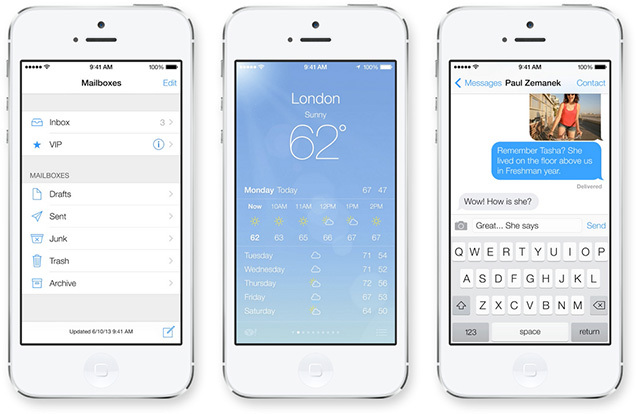 9:41 AM 100%
Mailboxes Edit
Inbox 3
VIP
MAILBOXES
Drafts
Sent
Junk
Trash
Archive
Updated 6/10/13 9:41 AM
9:41 AM 100%
London
Sunny
62°
Monday Today 67 47
Now 10AM 11AM 12PM 1PM 2PM
62 63 65 66 67 67
Tuesday 71 54
Wednesday 71 52
Thursday 72 56
Friday 67 53
Saturday 64 50
9:41 AM 100%
Messages Paul Zemanek Contact
Remember Tasha? She
lived on the floor above us
in Freshman year.
Delivered
Wow! How is she?
Great... She says Send
Q W E R T Y U I O P
A S D F G H J K L
Z X C V B N M
123 space return